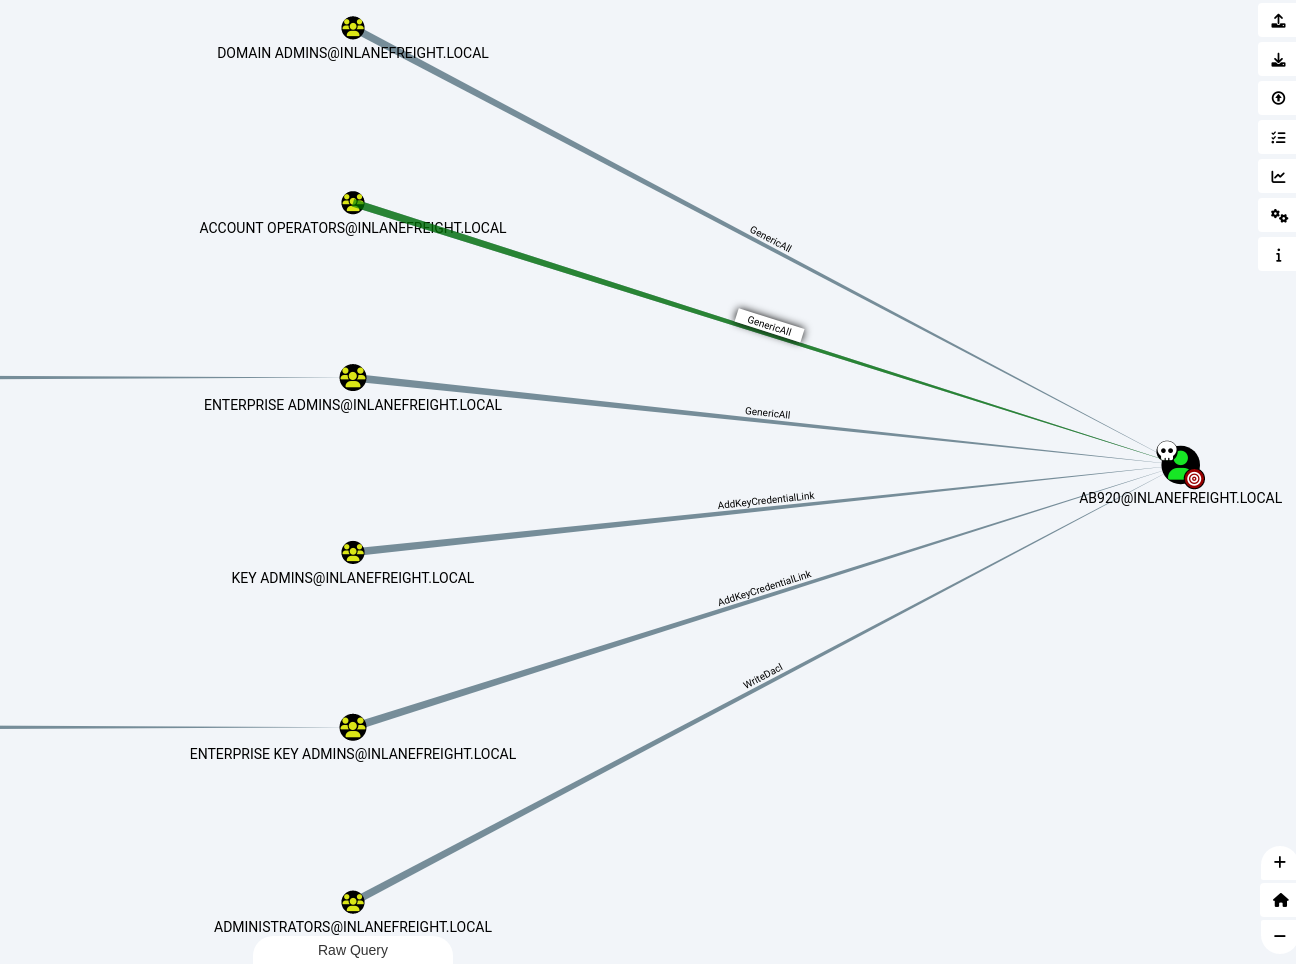 DOMAIN ADMINS@INLANEFREIGHT.LOCAL
ACCOUNT OPERATORS@INLANEFREIGHT.LOCAL
GenericAll
GenericAll
ENTERPRISE ADMINS@INLANEFREIGHT.LOCAL
GenericAll
AB920@INLANEFREIGHT.LOCAL
AddKeyCredentialLink
KEY ADMINS@INLANEFREIGHT.LOCAL
AddKeyCredentialLink
WriteDacl
ENTERPRISE KEY ADMINS@INLANEFREIGHT.LOCAL
ADMINISTRATORS@INLANEFREIGHT.LOCAL
Raw Query